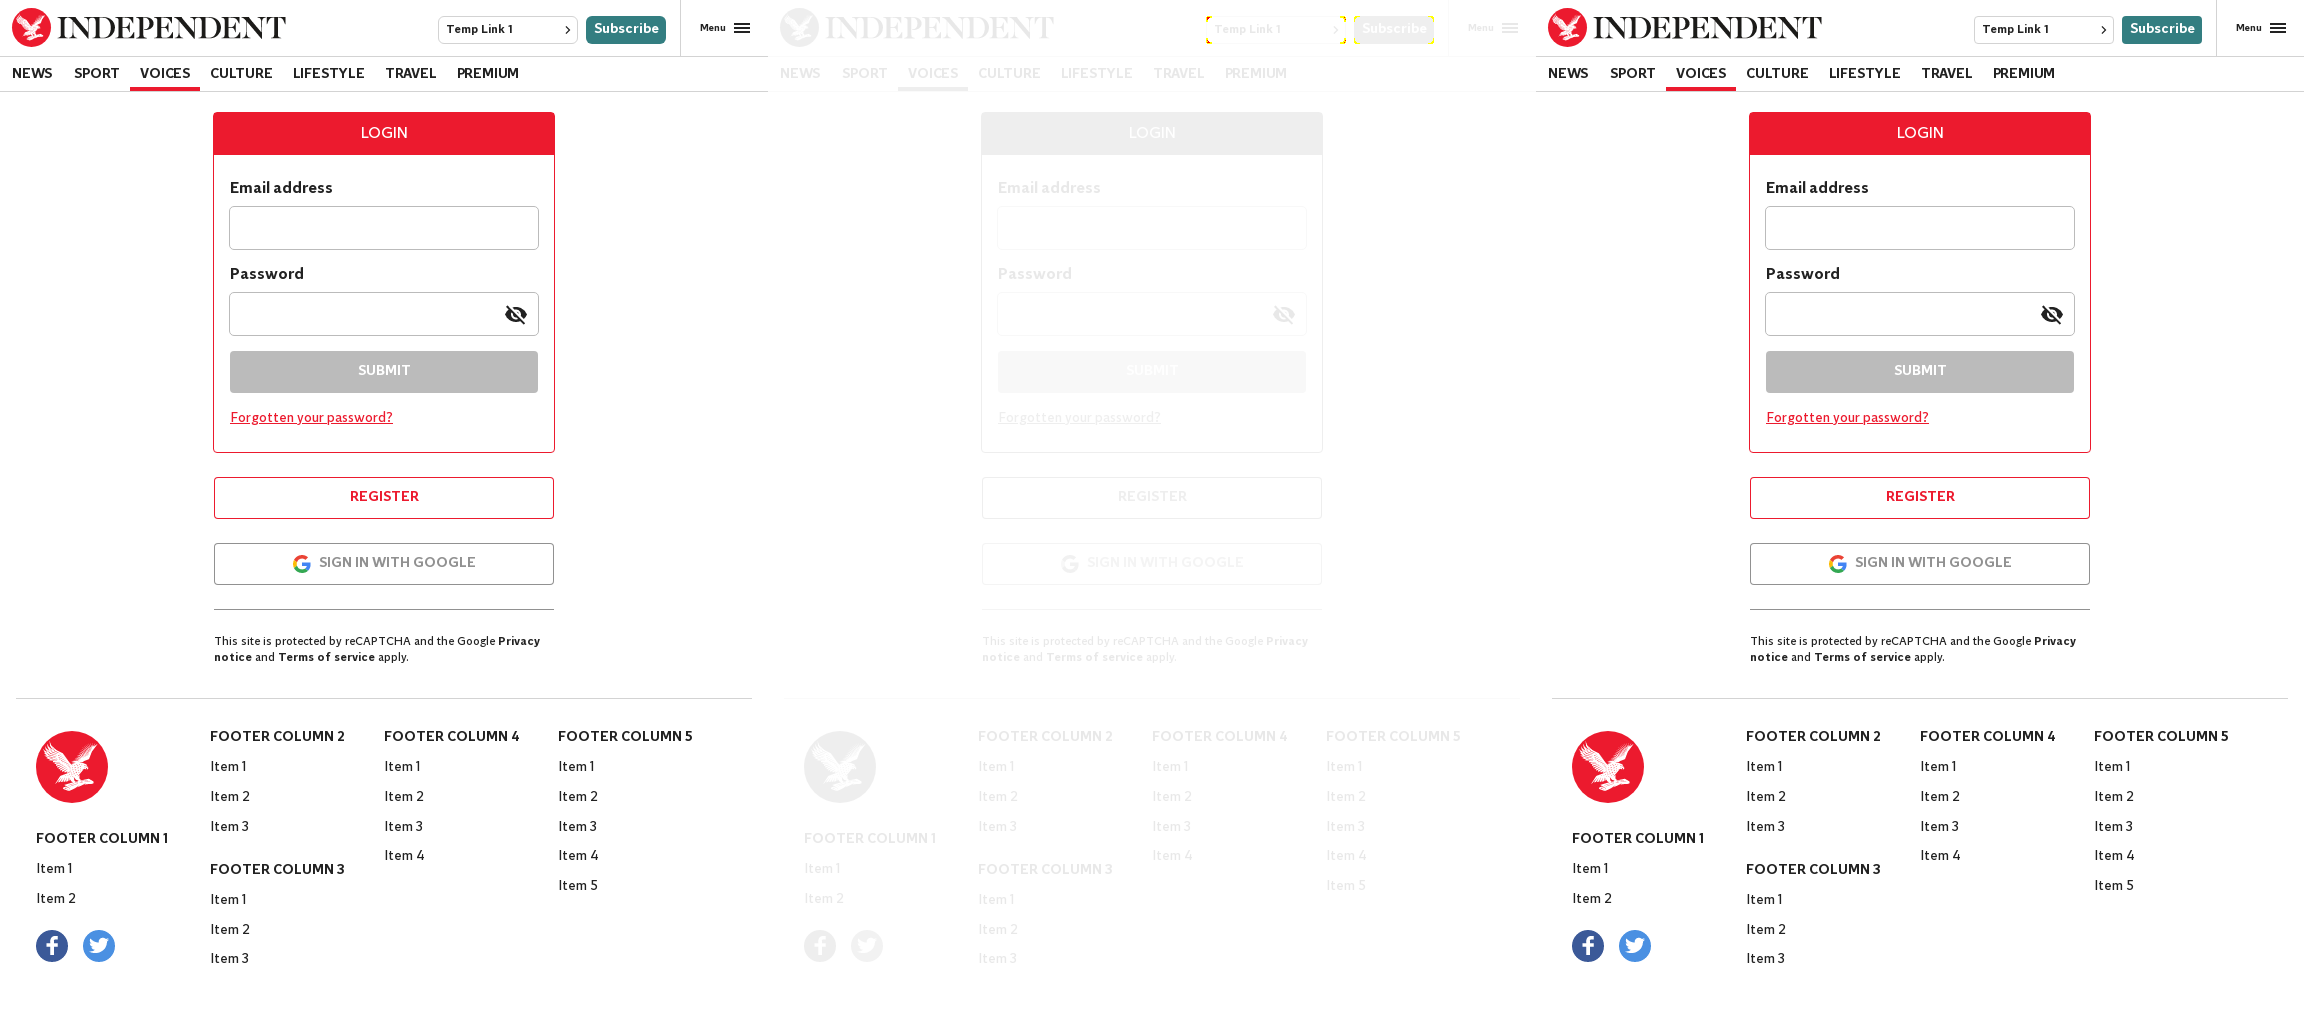 INDEPENDENT
Temp Link 1
Subscribe
Menu
NEWS SPORT VOICES CULTURE LIFESTYLE TRAVEL PREMIUM
LOGIN
Email address
Password
SUBMIT
Forgotten your password?
REGISTER
SIGN IN WITH GOOGLE
This site is protected by reCAPTCHA and the Google Privacy
notice and Terms of service apply.
FOOTER COLUMN 1
Item 1
Item 2
FOOTER COLUMN 2
Item 1
Item 2
Item 3
FOOTER COLUMN 3
Item 1
Item 2
Item 3
FOOTER COLUMN 4
Item 1
Item 2
Item 3
Item 4
FOOTER COLUMN 5
Item 1
Item 2
Item 3
Item 4
Item 5
INDEPENDENT
Temp Link 1
Subscribe
Menu
NEWS SPORT VOICES CULTURE LIFESTYLE TRAVEL PREMIUM
LOGIN
Email address
Password
SUBMIT
Forgotten your password?
REGISTER
SIGN IN WITH GOOGLE
This site is protected by reCAPTCHA and the Google Privacy
notice and Terms of service apply.
FOOTER COLUMN 1
Item 1
Item 2
FOOTER COLUMN 2
Item 1
Item 2
Item 3
FOOTER COLUMN 3
Item 1
Item 2
Item 3
FOOTER COLUMN 4
Item 1
Item 2
Item 3
Item 4
FOOTER COLUMN 5
Item 1
Item 2
Item 3
Item 4
Item 5
INDEPENDENT
Temp Link 1
Subscribe
Menu
NEWS SPORT VOICES CULTURE LIFESTYLE TRAVEL PREMIUM
LOGIN
Email address
Password
SUBMIT
Forgotten your password?
REGISTER
SIGN IN WITH GOOGLE
This site is protected by reCAPTCHA and the Google Privacy
notice and Terms of service apply.
FOOTER COLUMN 1
Item 1
Item 2
FOOTER COLUMN 2
Item 1
Item 2
Item 3
FOOTER COLUMN 3
Item 1
Item 2
Item 3
FOOTER COLUMN 4
Item 1
Item 2
Item 3
Item 4
FOOTER COLUMN 5
Item 1
Item 2
Item 3
Item 4
Item 5